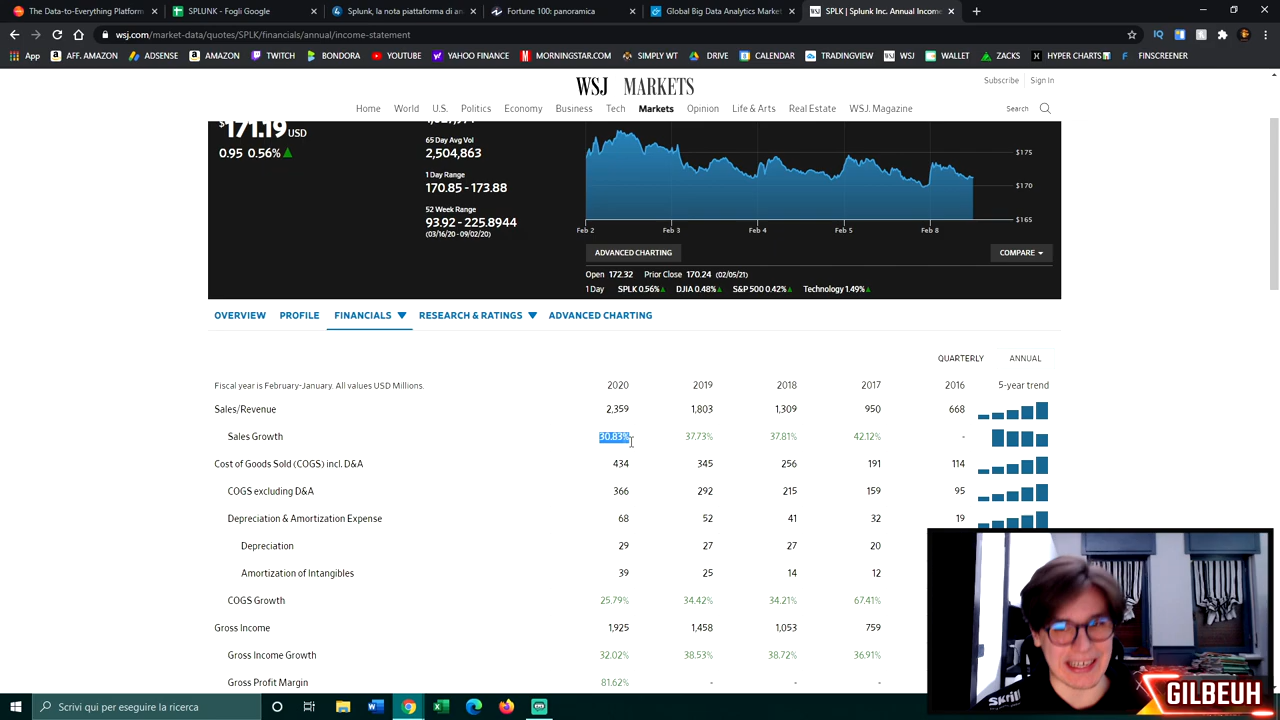 The Data-to-Everything Platform
SPLUNK - Fogli Google
Splunk, la nota piattaforma di an
Fortune 100: panoramica
Global Big Data Analytics Market
SPLK | Splunk Inc. Annual Incom
wsj.com/market-data/quotes/SPLK/financials/annual/income-statement
App AFF. AMAZON ADSENSE AMAZON TWITCH BONDORA YOUTUBE YAHOO FINANCE MORNINGSTAR.COM SIMPLY WT DRIVE CALENDAR TRADINGVIEW WSJ WALLET ZACKS HYPER CHARTS FINSCREENER
WSJ MARKETS
Subscribe Sign In
Home World U.S. Politics Economy Business Tech Markets Opinion Life & Arts Real Estate WSJ. Magazine Search
$171.19 USD
0.95 0.56%
65 Day Avg Vol
2,504,863
1 Day Range
170.85 - 173.88
52 Week Range
93.92 - 225.8944
(03/16/20 - 09/02/20)
$175
$170
$165
Feb 2 Feb 3 Feb 4 Feb 5 Feb 8
ADVANCED CHARTING COMPARE
Open 172.32 Prior Close 170.24 (02/05/21)
1 Day SPLK 0.56% DJIA 0.48% S&P 500 0.42% Technology 1.49%
OVERVIEW PROFILE FINANCIALS RESEARCH & RATINGS ADVANCED CHARTING
QUARTERLY ANNUAL
Fiscal year is February-January. All values USD Millions. 2020 2019 2018 2017 2016 5-year trend
Sales/Revenue 2,359 1,803 1,309 950 668
Sales Growth 30.83% 37.73% 37.81% 42.12% -
Cost of Goods Sold (COGS) incl. D&A 434 345 256 191 114
COGS excluding D&A 366 292 215 159 95
Depreciation & Amortization Expense 68 52 41 32 19
Depreciation 29 27 27 20
Amortization of Intangibles 39 25 14 12
COGS Growth 25.79% 34.42% 34.21% 67.41%
Gross Income 1,925 1,458 1,053 759
Gross Income Growth 32.02% 38.53% 38.72% 36.91%
Gross Profit Margin 81.62% - - -
Skrill
GILBEUH
Scrivi qui per eseguire la ricerca